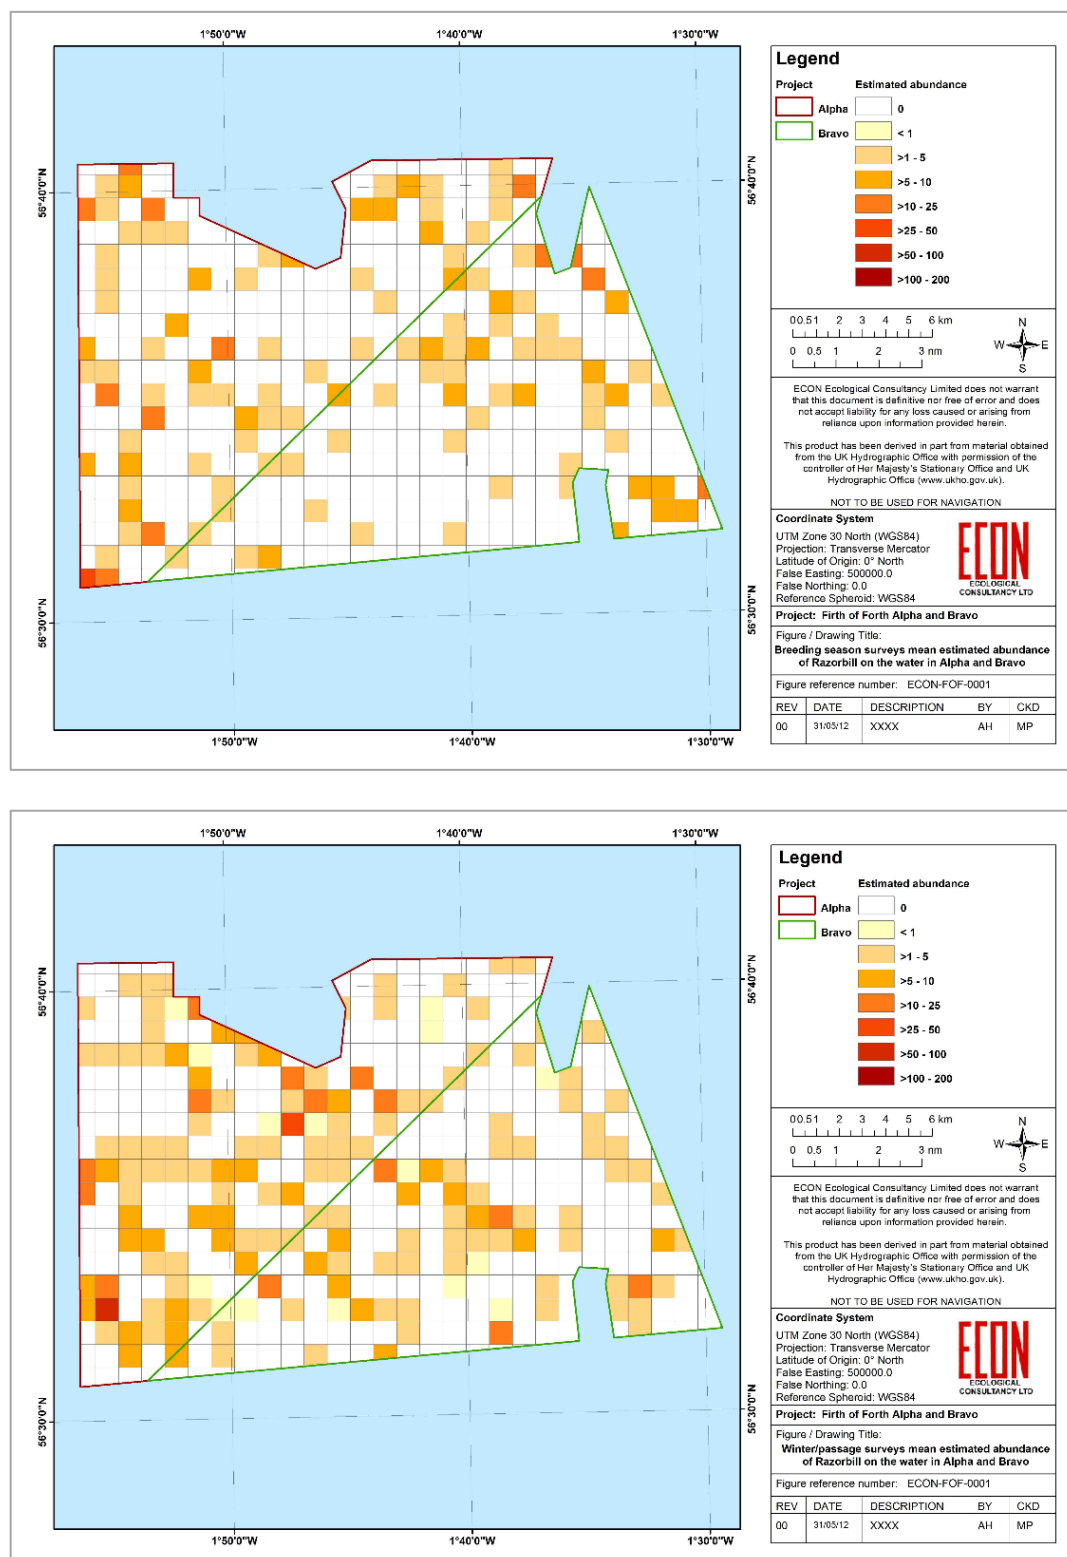 1°50'0"W 1°40'0"W 1°30'0"W
56°40'0"N 56°40'0"N
56°30'0"N 56°30'0"N
1°50'0"W 1°40'0"W 1°30'0"W
Legend
Project Estimated abundance
Alpha 0
Bravo < 1
>1 - 5
>5 - 10
>10 - 25
>25 - 50
>50 - 100
>100 - 200
0 0.5 1 2 3 4 5 6 km
0 0.5 1 2 3 nm
N
W E
S
ECON Ecological Consultancy Limited does not warrant
that this document is definitive nor free of error and does
not accept liability for any loss caused or arising from
reliance upon information provided herein.
This product has been derived in part from material obtained
from the UK Hydrographic Office with permission of the
controller of Her Majesty's Stationary Office and UK
Hydrographic Office (www.ukho.gov.uk).
NOT TO BE USED FOR NAVIGATION
Coordinate System
UTM Zone 30 North (WGS84)
Projection: Transverse Mercator
Latitude of Origin: 0° North
False Easting: 500000.0
False Northing: 0.0
Reference Spheroid: WGS84
ECON
ECOLOGICAL
CONSULTANCY LTD
Project: Firth of Forth Alpha and Bravo
Figure / Drawing Title:
Breeding season surveys mean estimated abundance
of Razorbill on the water in Alpha and Bravo
Figure reference number: ECON-FOF-0001
REV DATE DESCRIPTION BY CKD
00 31/05/12 XXXX AH MP
1°50'0"W 1°40'0"W 1°30'0"W
56°40'0"N 56°40'0"N
56°30'0"N 56°30'0"N
1°50'0"W 1°40'0"W 1°30'0"W
Legend
Project Estimated abundance
Alpha 0
Bravo < 1
>1 - 5
>5 - 10
>10 - 25
>25 - 50
>50 - 100
>100 - 200
0 0.5 1 2 3 4 5 6 km
0 0.5 1 2 3 nm
N
W E
S
ECON Ecological Consultancy Limited does not warrant
that this document is definitive nor free of error and does
not accept liability for any loss caused or arising from
reliance upon information provided herein.
This product has been derived in part from material obtained
from the UK Hydrographic Office with permission of the
controller of Her Majesty's Stationary Office and UK
Hydrographic Office (www.ukho.gov.uk).
NOT TO BE USED FOR NAVIGATION
Coordinate System
UTM Zone 30 North (WGS84)
Projection: Transverse Mercator
Latitude of Origin: 0° North
False Easting: 500000.0
False Northing: 0.0
Reference Spheroid: WGS84
ECON
ECOLOGICAL
CONSULTANCY LTD
Project: Firth of Forth Alpha and Bravo
Figure / Drawing Title:
Winter/passage surveys mean estimated abundance
of Razorbill on the water in Alpha and Bravo
Figure reference number: ECON-FOF-0001
REV DATE DESCRIPTION BY CKD
00 31/05/12 XXXX AH MP